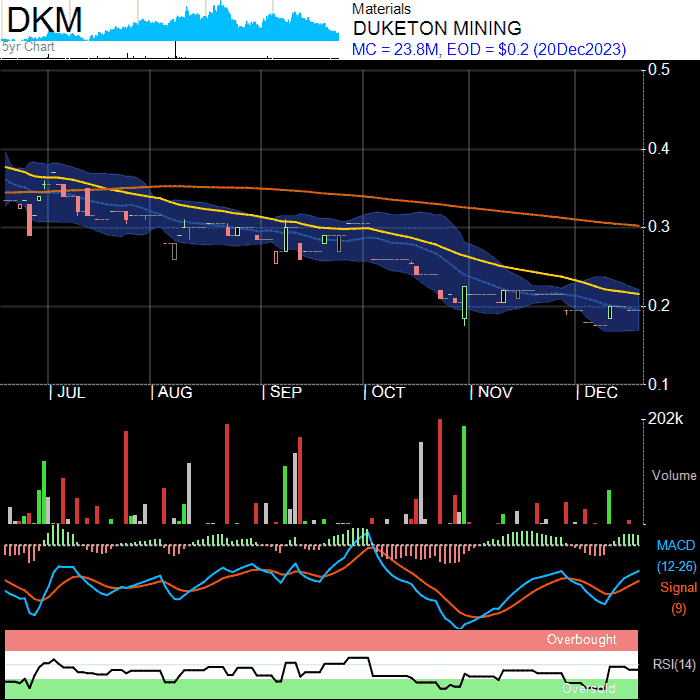 DKM
5yr Chart
Materials
DUKETON MINING
MC = 23.8M, EOD = $0.2 (20Dec2023)
0.5
0.4
0.3
0.2
0.1
JUL AUG SEP OCT NOV DEC
202k
Volume
MACD
(12-26)
Signal
(9)
Overbought
RSI(14)
Oversold